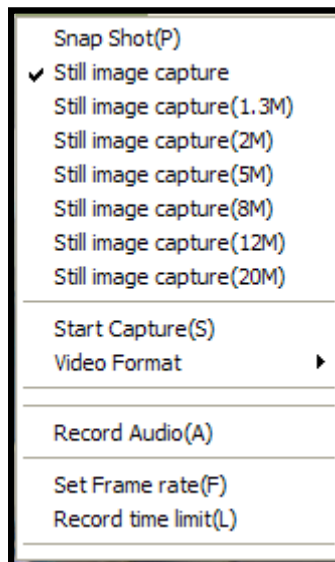 Snap Shot(P)
Still image capture
Still image capture(1.3M)
Still image capture(2M)
Still image capture(5M)
Still image capture(8M)
Still image capture(12M)
Still image capture(20M)
Start Capture(S)
Video Format
Record Audio(A)
Set Frame rate(F)
Record time limit(L)